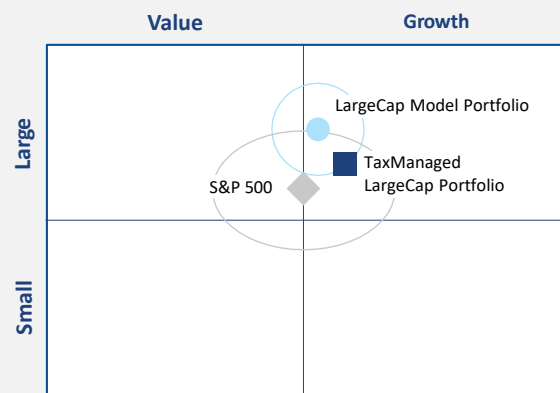 Value
Growth
Large
LargeCap Model Portfolio
TaxManaged
LargeCap Portfolio
S&P 500
Small